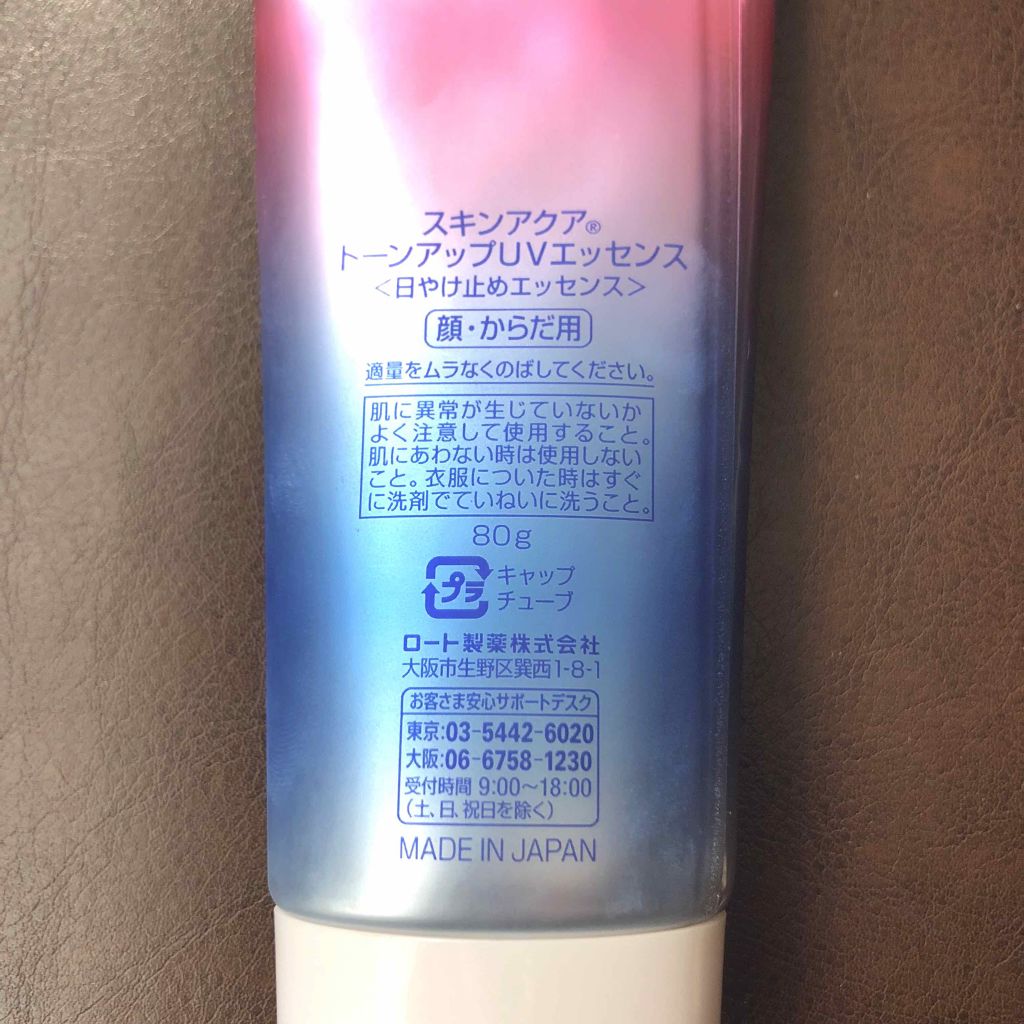 スキンアクア®
トーンアップUVエッセンス
＜日やけ止めエッセンス＞
顔・からだ用
適量をムラなくのばしてください。
肌に異常が生じていないか
よく注意して使用すること。
肌にあわない時は使用しない
こと。衣服についた時はすぐ
に洗剤でていねいに洗うこと。
80g
プラ キャップ
チューブ
ロート製薬株式会社
大阪市生野区巽西1-8-1
お客さま安心サポートデスク
東京:03-5442-6020
大阪:06-6758-1230
受付時間 9:00～18:00
（土、日、祝日を除く）
MADE IN JAPAN